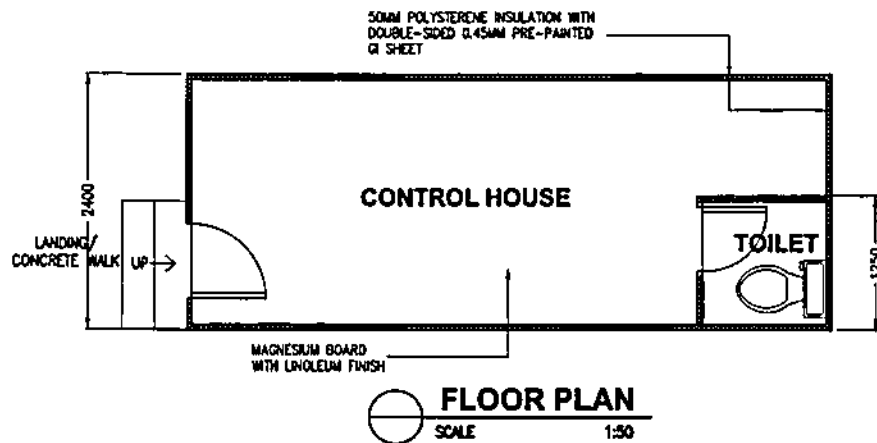 50MM POLYSTERENE INSULATION WITH
DOUBLE-SIDED 0.45MM PRE-PAINTED
GI SHEET
2400
CONTROL HOUSE
TOILET
1250
LANDING/
CONCRETE WALK UP
MAGNESIUM BOARD
WITH LINOLEUM FINISH
FLOOR PLAN
SCALE 1:50